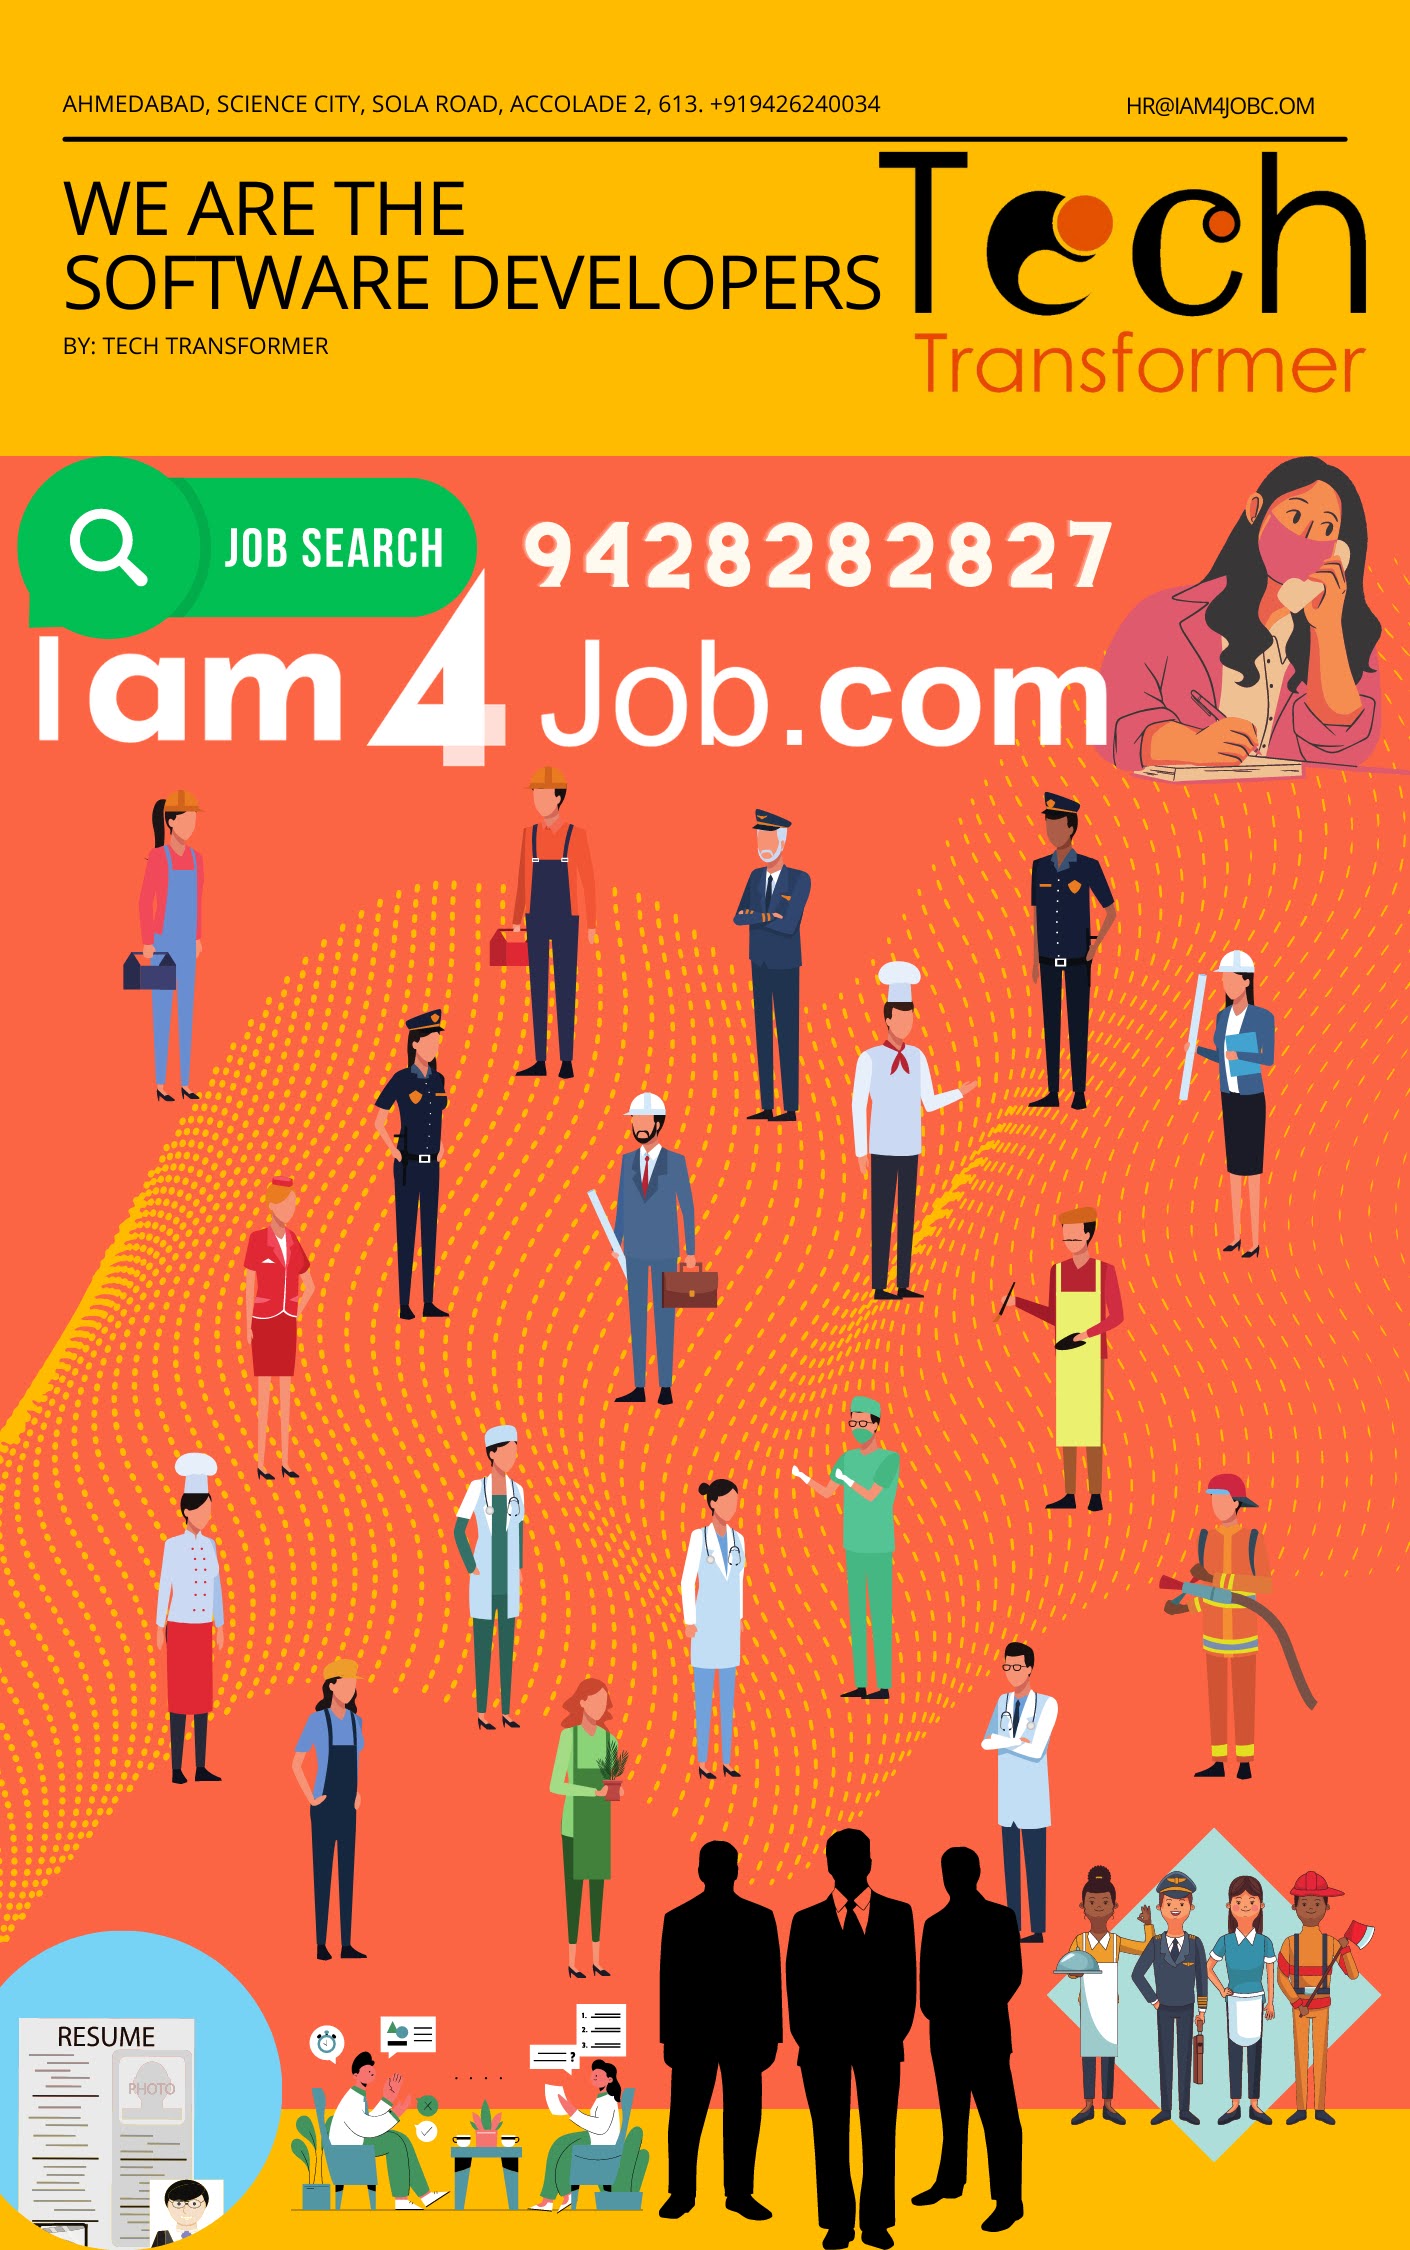 AHMEDABAD, SCIENCE CITY, SOLA ROAD, ACCOLADE 2, 613. +919426240034
HR@IAM4JOBC.OM
WE ARE THE
SOFTWARE DEVELOPERS
BY: TECH TRANSFORMER
Tech
Transformer
JOB SEARCH
9428282827
I am 4 Job.com
RESUME
PHOTO
1.
2.
3.
?